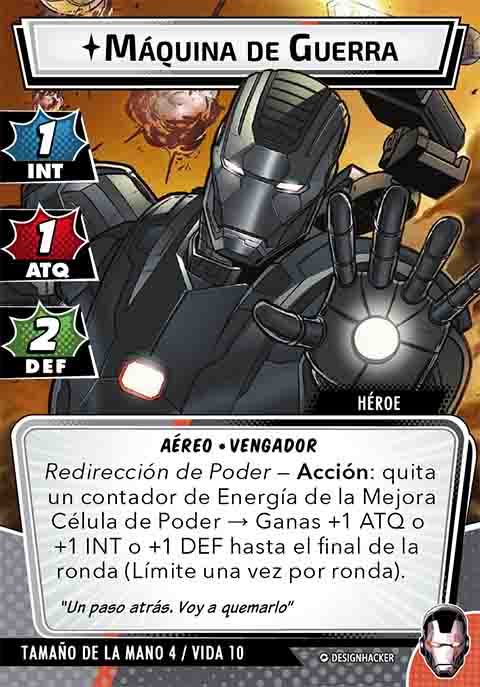 MÁQUINA DE GUERRA
1
INT
1
ATQ
2
DEF
HÉROE
AÉREO • VENGADOR
Redirección de Poder – Acción: quita
un contador de Energía de la Mejora
Célula de Poder → Ganas +1 ATQ o
+1 INT o +1 DEF hasta el final de la
ronda (Límite una vez por ronda).
"Un paso atrás. Voy a quemarlo"
TAMAÑO DE LA MANO 4 / VIDA 10
DESIGNHACKER